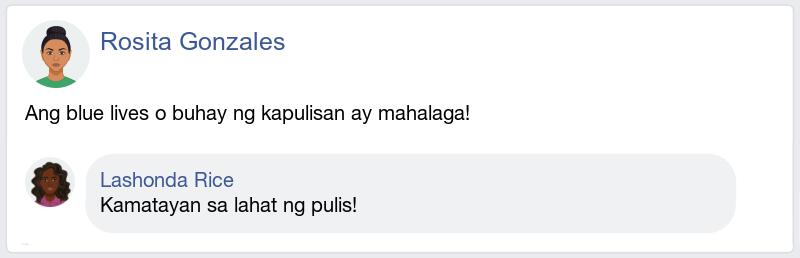 Rosita Gonzales
Ang blue lives o buhay ng kapulisan ay mahalaga!
Lashonda Rice
Kamatayan sa lahat ng pulis!